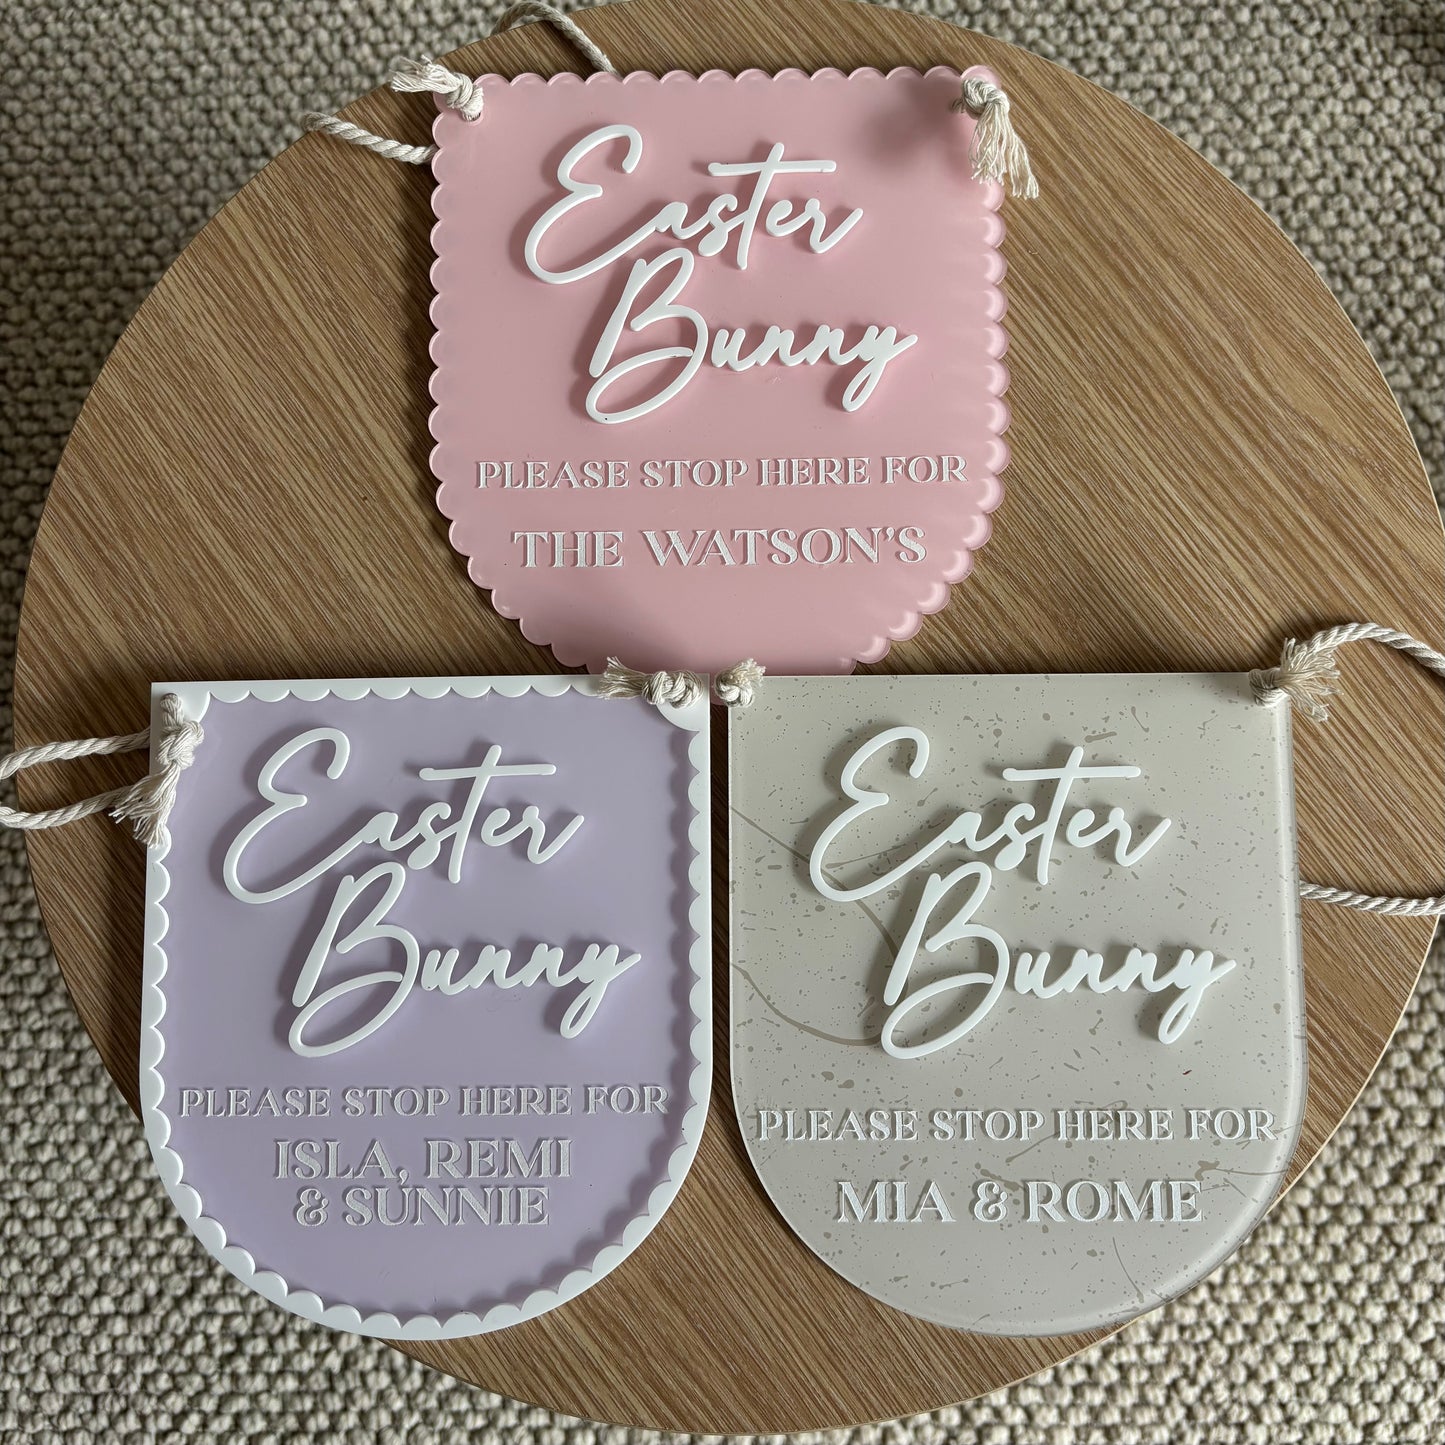 Easter
Bunny
PLEASE STOP HERE FOR
THE WATSON'S
Easter
Bunny
PLEASE STOP HERE FOR
ISLA, REMI
& SUNNIE
Easter
Bunny
PLEASE STOP HERE FOR
MIA & ROME